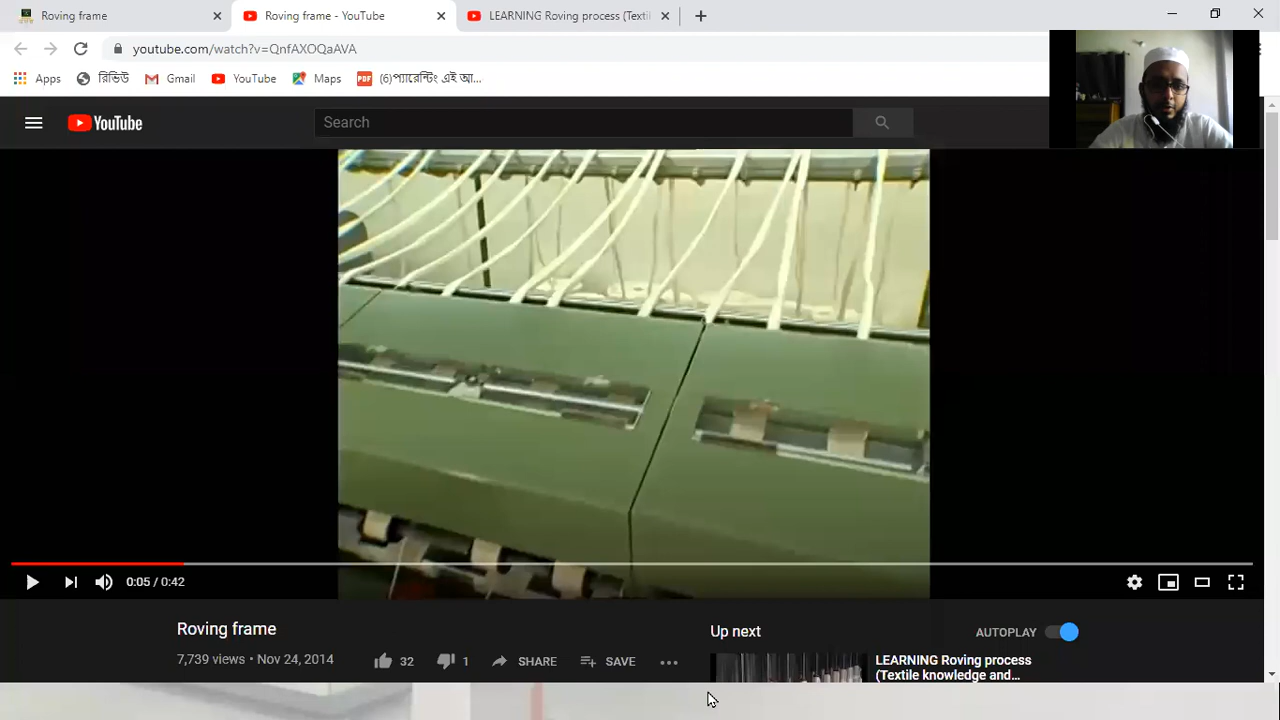 Roving frame
Roving frame - YouTube
LEARNING Roving process (Texti
youtube.com/watch?v=QnfAXOQaAVA
Apps
রিভিউ
Gmail
YouTube
Maps
PDF
(6)প্যারেন্টিং এই আ...
YouTube
Search
0:05 / 0:42
Roving frame
Up next
AUTOPLAY
7,739 views • Nov 24, 2014
32
1
SHARE
SAVE
LEARNING Roving process
(Textile knowledge and...